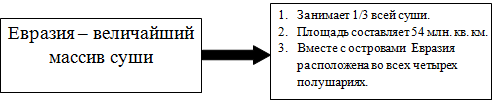 Евразия – величайший
массив суши
1. Занимает 1/3 всей суши.
2. Площадь составляет 54 млн. кв. км.
3. Вместе с островами Евразия
расположена во всех четырех
полушариях.